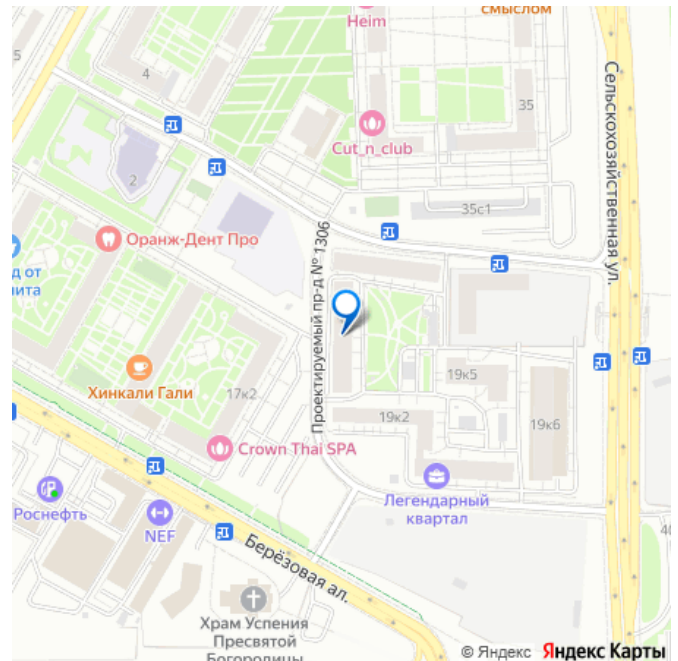 смыслом
Heim
5
4
35
Сельскохозяйственная ул.
Cut_n_club
2
35с1
Оранж-Дент Про
Проектируемый пр-д № 1306
д от
нита
19к5
Хинкали Гали
17к2
19к2
19к6
Crown Thai SPA
Роснефть
NEF
Легендарный
квартал
Берёзовая ал.
Храм Успения
Пресвятой
Богородицы
© Яндекс Яндекс Карты